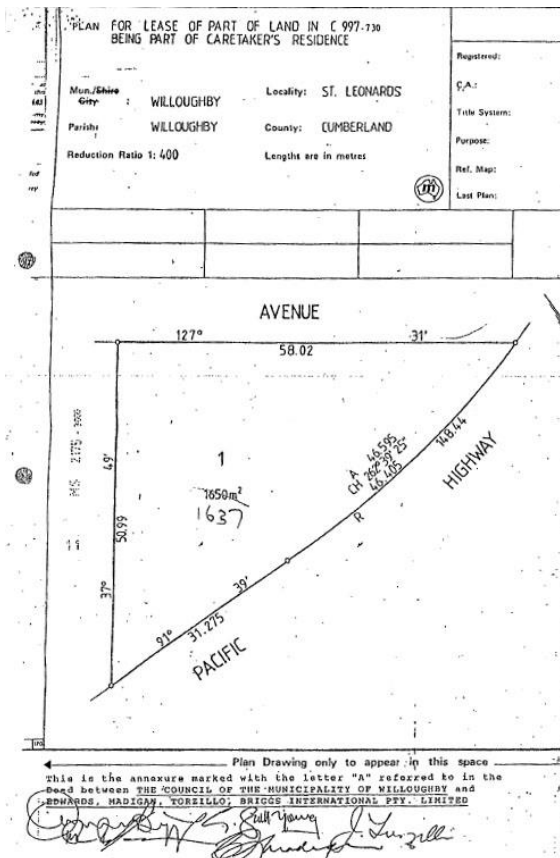 PLAN FOR LEASE OF PART OF LAND IN C 997-730
BEING PART OF CARETAKER'S RESIDENCE
Mun./Shire
City : WILLOUGHBY
Locality: ST. LEONARDS
Parish: WILLOUGHBY
County: CUMBERLAND
Reduction Ratio 1: 400
Lengths are in metres
Registered:
C.A.:
Title System:
Purpose:
Ref. Map:
Last Plan:
m
AVENUE
127° 31'
58.02
MS 2175 - 3000
37° 49'
50.99
1
1650m²
1637
A 46.595
CH 262° 39' 25"
46.405
R 148.44
HIGHWAY
91° 39'
31.275
PACIFIC
Plan Drawing only to appear in this space
This is the annexure marked with the letter "A" referred to in the
Deed between THE COUNCIL OF THE MUNICIPALITY OF WILLOUGHBY and
EDWARDS, MADIGAN, TORZILLO, BRIGGS INTERNATIONAL PTY. LIMITED